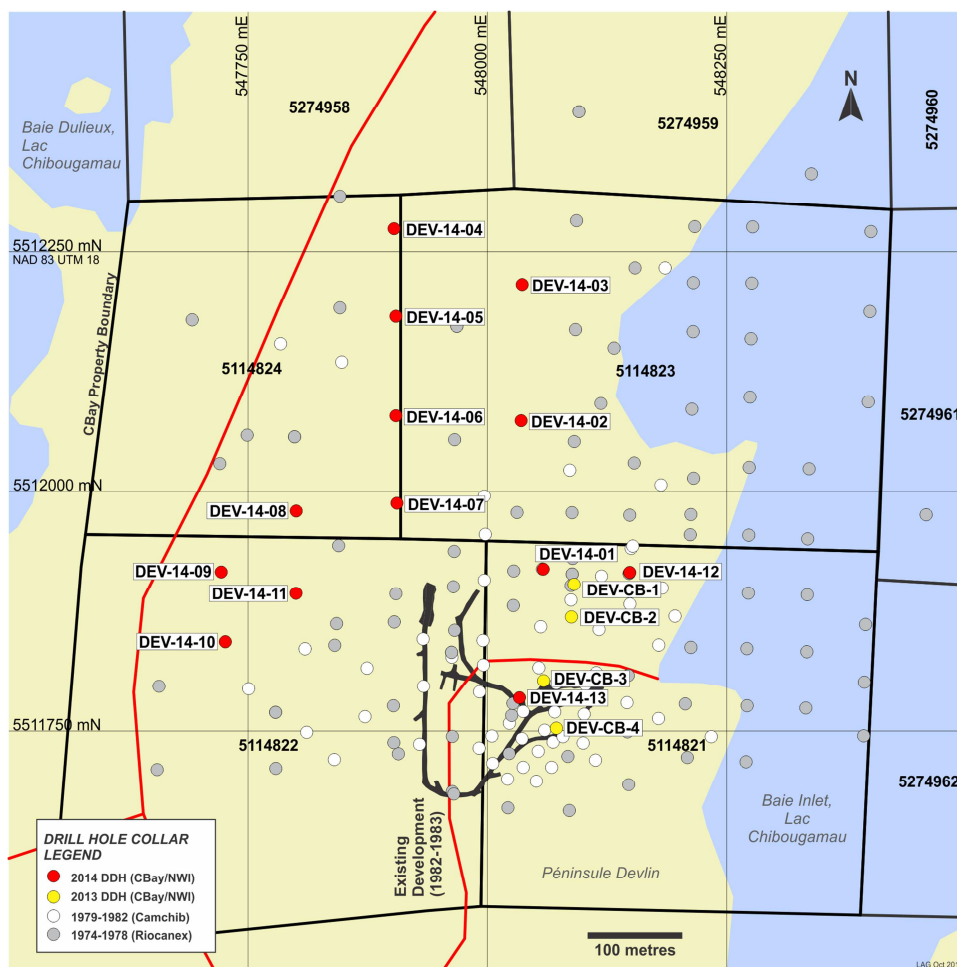 547750 mE
548000 mE
548250 mE
N
5274958
5274959
5274960
Baie Dulieux,
Lac
Chibougamau
DEV-14-04
5512250 mN
NAD 83 UTM 18
DEV-14-03
CBay Property Boundary
DEV-14-05
5114824
5114823
DEV-14-06
DEV-14-02
5274961
5512000 mN
DEV-14-08
DEV-14-07
DEV-14-01
DEV-14-09
DEV-14-12
DEV-14-11
DEV-CB-1
DEV-CB-2
DEV-14-10
DEV-CB-3
DEV-14-13
5511750 mN
DEV-CB-4
5114822
5114821
5274962
Existing
Development
(1982-1983)
Baie Inlet,
Lac
Chibougamau
Péninsule Devlin
DRILL HOLE COLLAR
LEGEND
2014 DDH (CBay/NWI)
2013 DDH (CBay/NWI)
1979-1982 (Camchib)
1974-1978 (Riocanex)
100 metres
LAG Oct 201